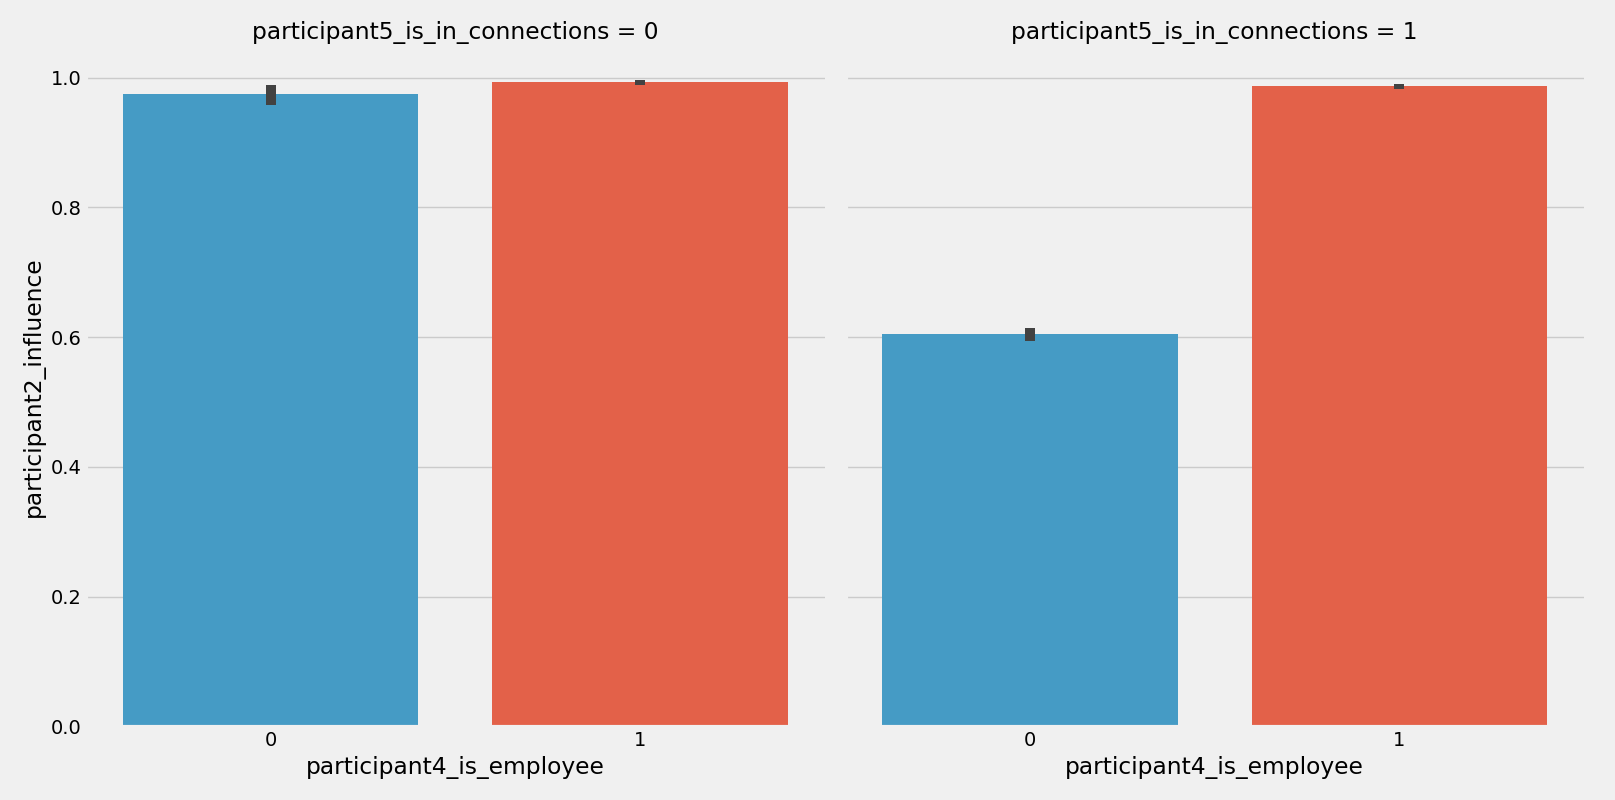 participant5_is_in_connections = 0
participant5_is_in_connections = 1
participant2_influence
1.0
0.8
0.6
0.4
0.2
0.0
0 1
0 1
participant4_is_employee
participant4_is_employee